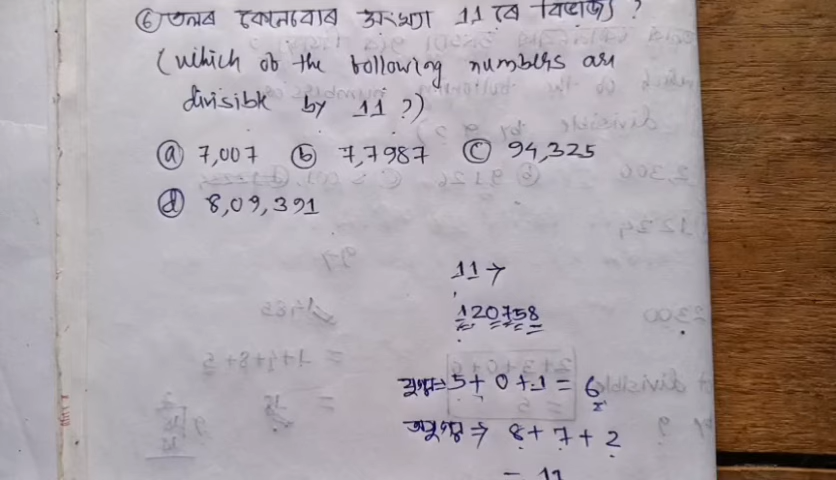 ⑥ তলৰ কোনবোৰ সংখ্যা 11 ৰে বিভাজ্য ?
(which of the following numbers are
divisible by 11 ?)
ⓐ 7,007 ⓑ 7,7987 ⓒ 94,325
ⓓ 8,09,391
11 →
120758
যুগ্ম ⇒ 5 + 0 + 1 = 6
অযুগ্ম ⇒ 8 + 7 + 2
= 17